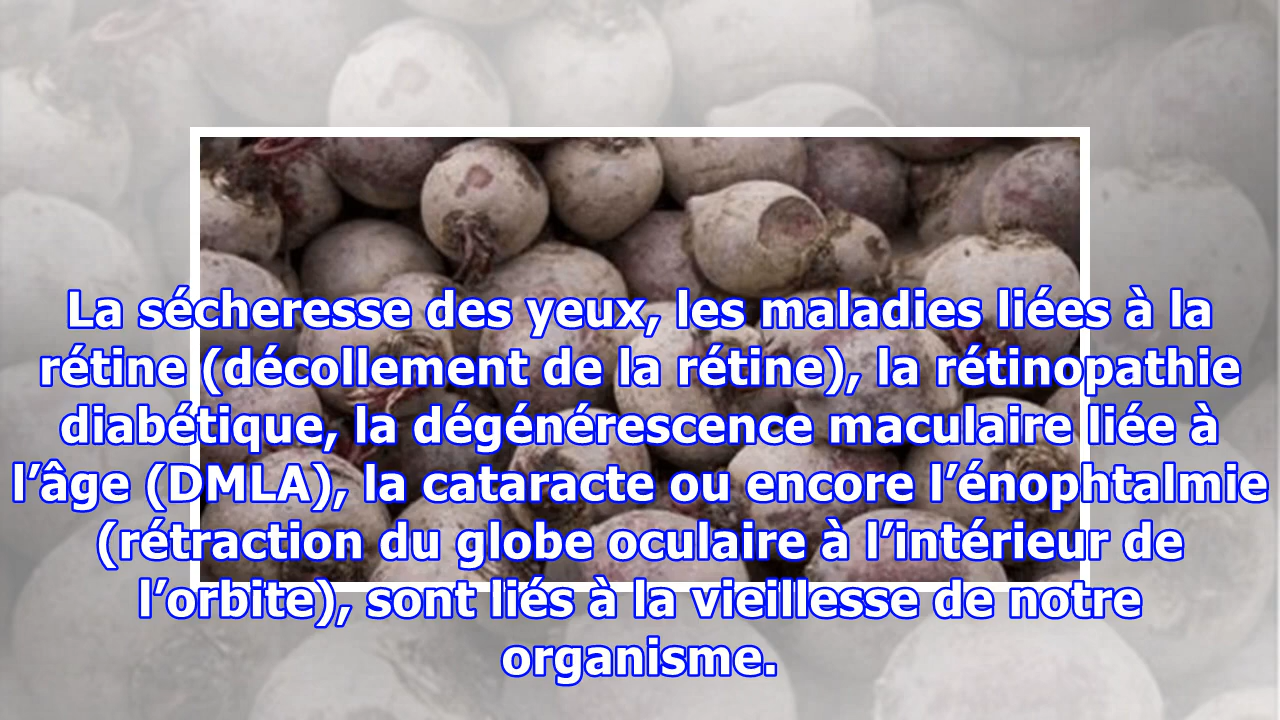 La sécheresse des yeux, les maladies liées à la
rétine (décollement de la rétine), la rétinopathie
diabétique, la dégénérescence maculaire liée à
l’âge (DMLA), la cataracte ou encore l’énophtalmie
(rétraction du globe oculaire à l’intérieur de
l’orbite), sont liés à la vieillesse de notre
organisme.